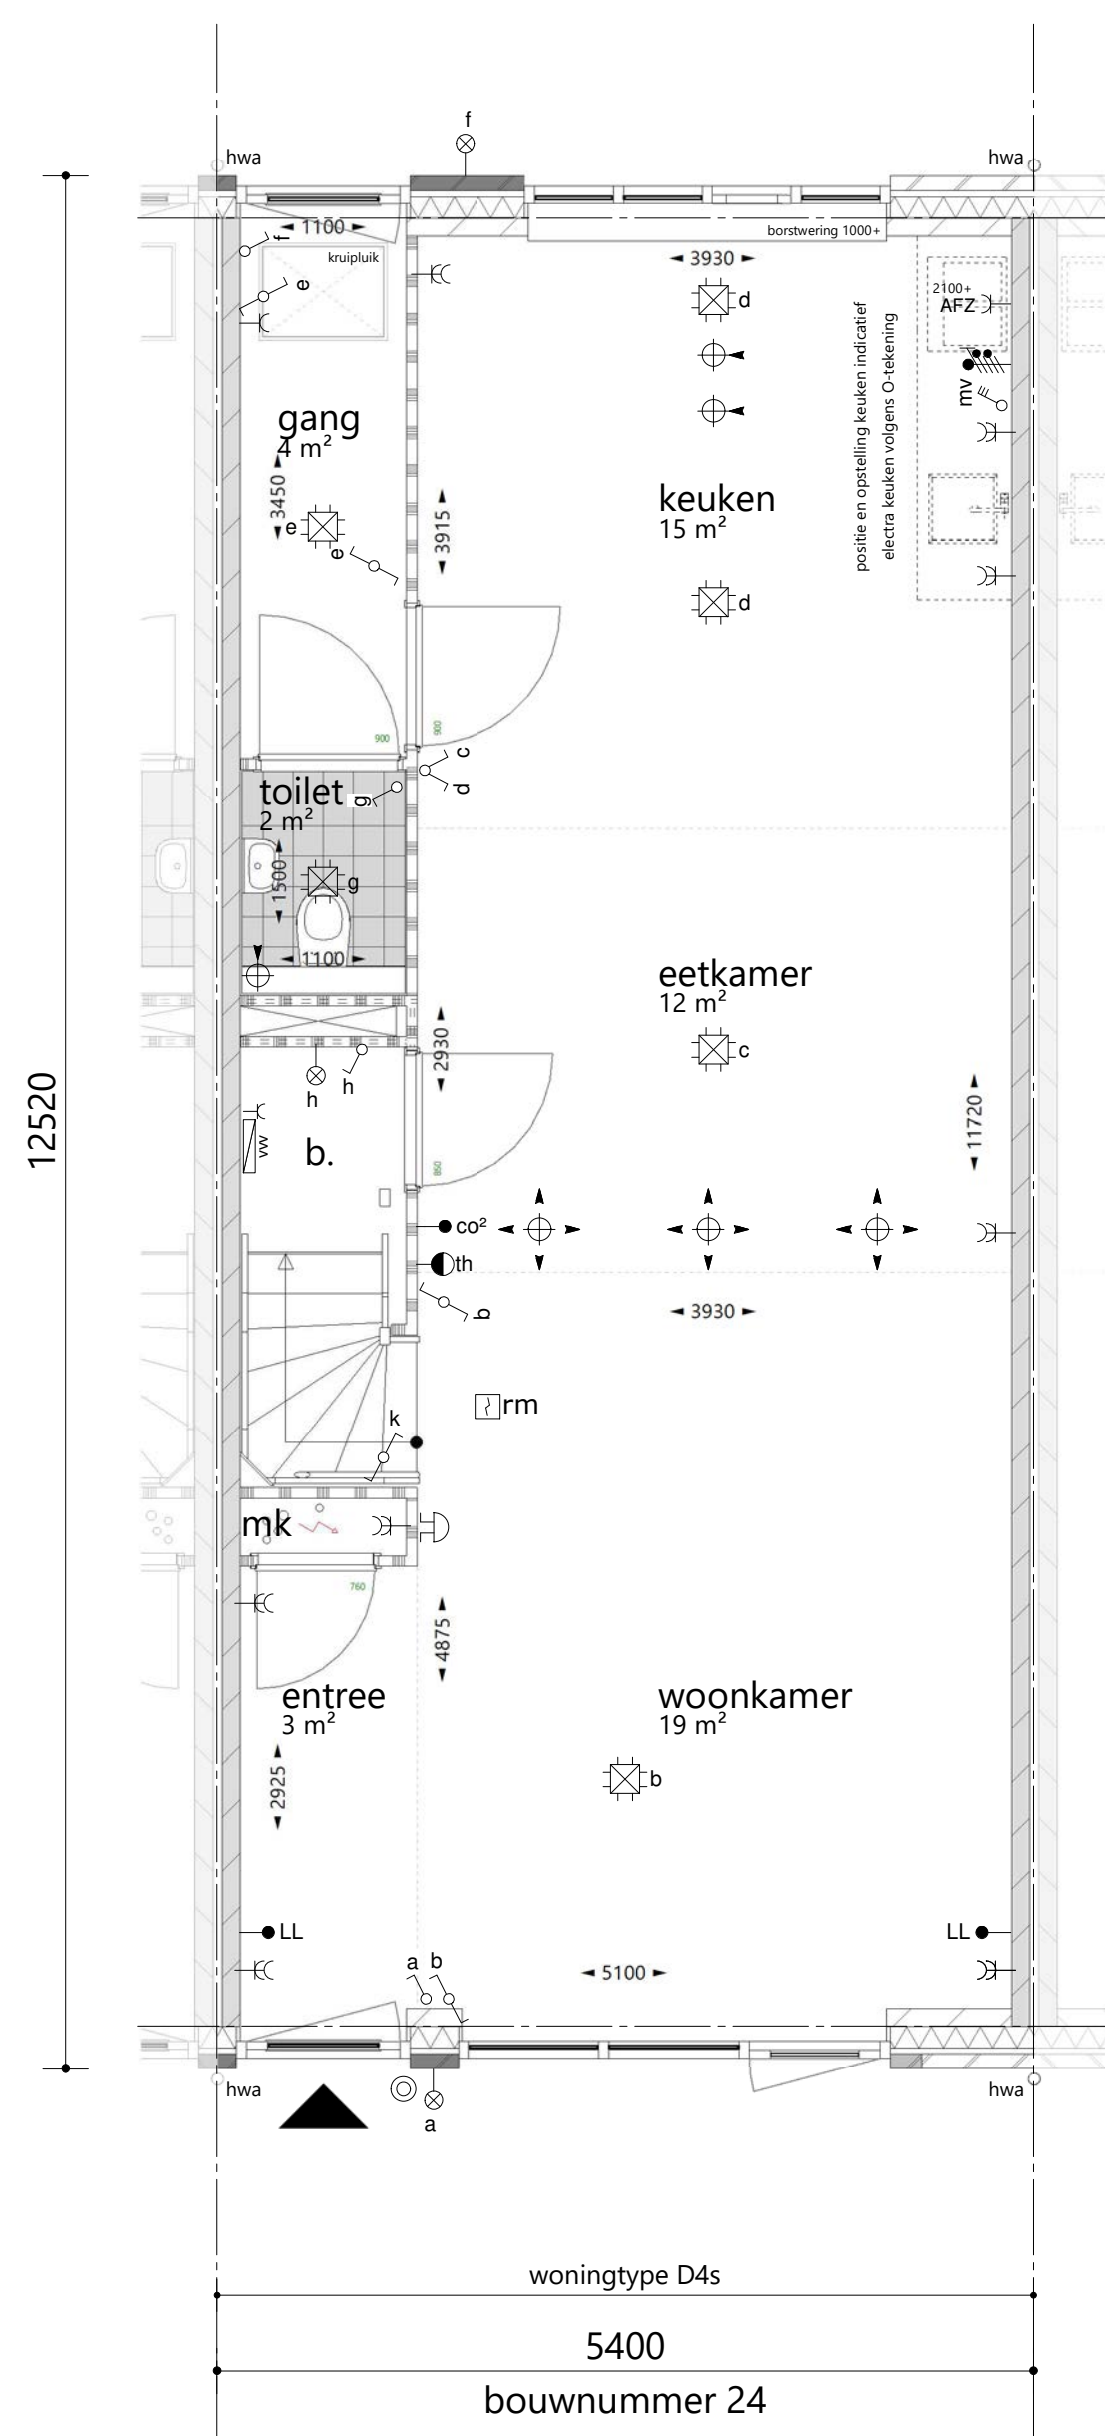 f
hwa
hwa
f
1100
borstwering 1000+
kruipluik
3930
e
d
2100+
AFZ
positie en opstelling keuken indicatief
electra keuken volgens O-tekening
mv
gang
4 m²
3450
keuken
15 m²
3915
e
e
d
900
900
c
d
toilet
2 m²
g
1500
g
1100
eetkamer
12 m²
2930
c
h
h
12520
11720
vw
b.
850
co²
th
b
3930
rm
k
mk
760
4875
entree
3 m²
woonkamer
19 m²
2925
b
LL
LL
a b
5100
hwa
hwa
a
woningtype D4s
5400
bouwnummer 24